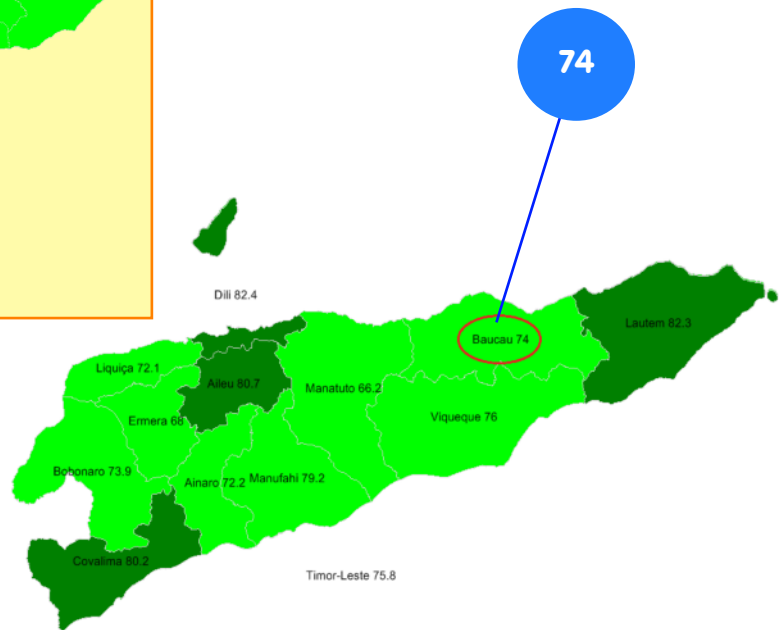 74
Dili 82.4
Lautem 82.3
Baucau 74
Liquiça 72.1
Aileu 80.7
Manatuto 66.2
Viqueque 76
Ermera 68
Bobonaro 73.9
Ainaro 72.2
Manufahi 79.2
Covalima 80.2
Timor-Leste 75.8